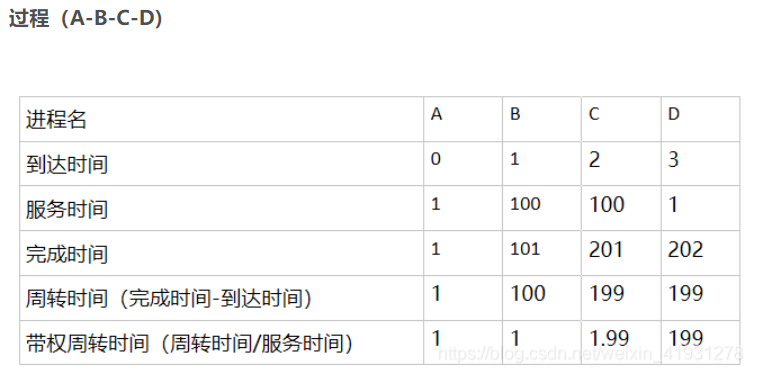 过程（A-B-C-D)
进程名 A B C D
到达时间 0 1 2 3
服务时间 1 100 100 1
完成时间 1 101 201 202
周转时间（完成时间-到达时间） 1 100 199 199
带权周转时间（周转时间/服务时间） 1 1 1.99 199
https://blog.csdn.net/weixin_41931278